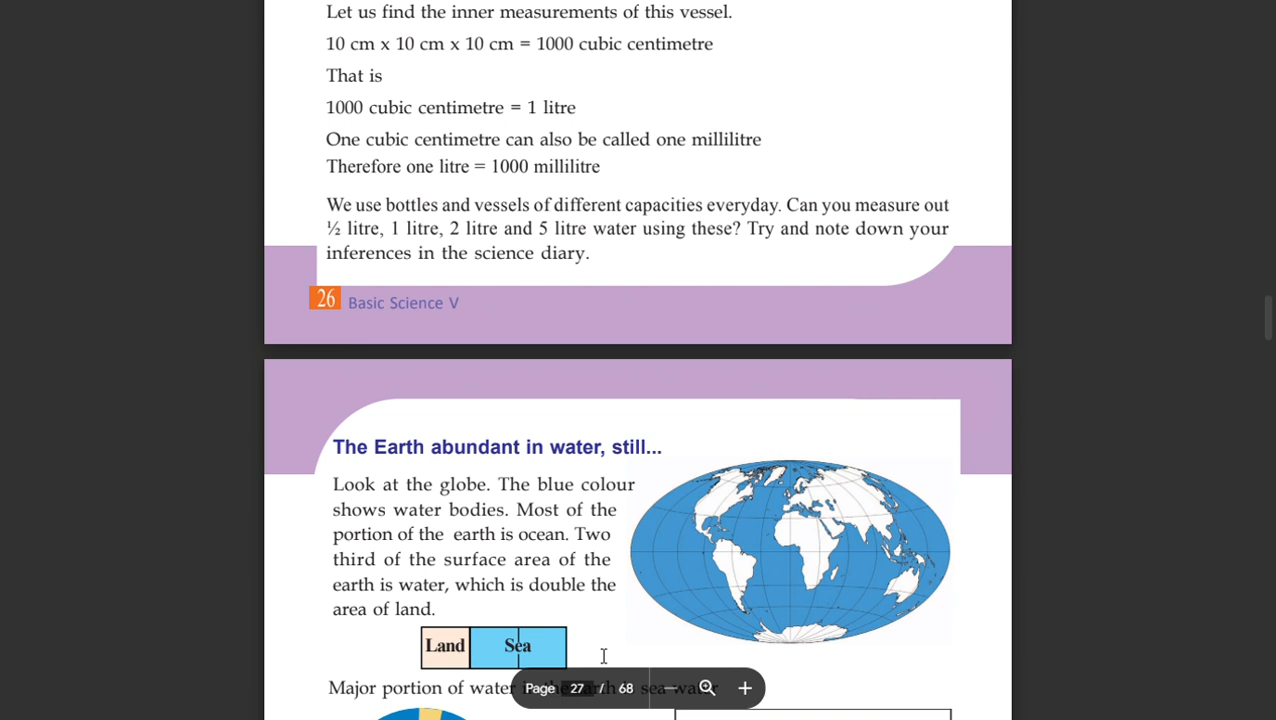 Let us find the inner measurements of this vessel.
10 cm x 10 cm x 10 cm = 1000 cubic centimetre
That is
1000 cubic centimetre = 1 litre
One cubic centimetre can also be called one millilitre
Therefore one litre = 1000 millilitre
We use bottles and vessels of different capacities everyday. Can you measure out
½ litre, 1 litre, 2 litre and 5 litre water using these? Try and note down your
inferences in the science diary.
26 Basic Science V
The Earth abundant in water, still...
Look at the globe. The blue colour
shows water bodies. Most of the
portion of the earth is ocean. Two
third of the surface area of the
earth is water, which is double the
area of land.
Land Sea
Major portion of water in the earth is sea water
Page 27 / 68